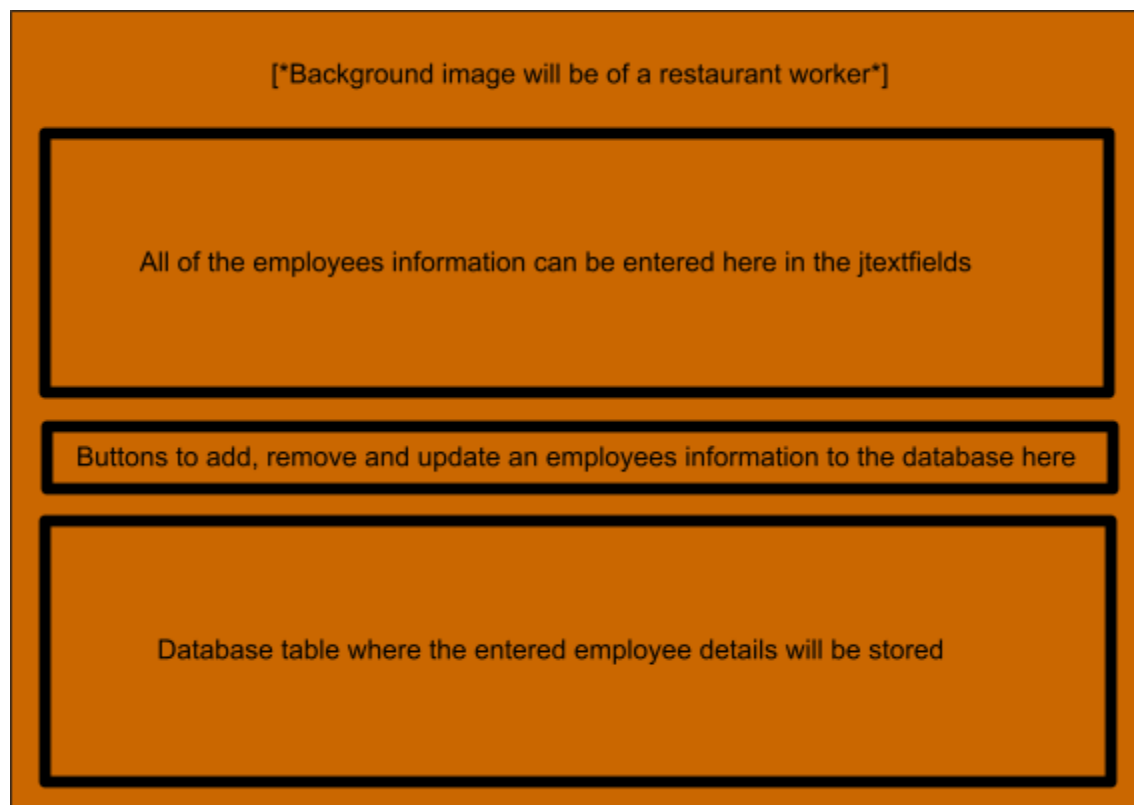 [*Background image will be of a restaurant worker*]
All of the employees information can be entered here in the jtextfields
Buttons to add, remove and update an employees information to the database here
Database table where the entered employee details will be stored